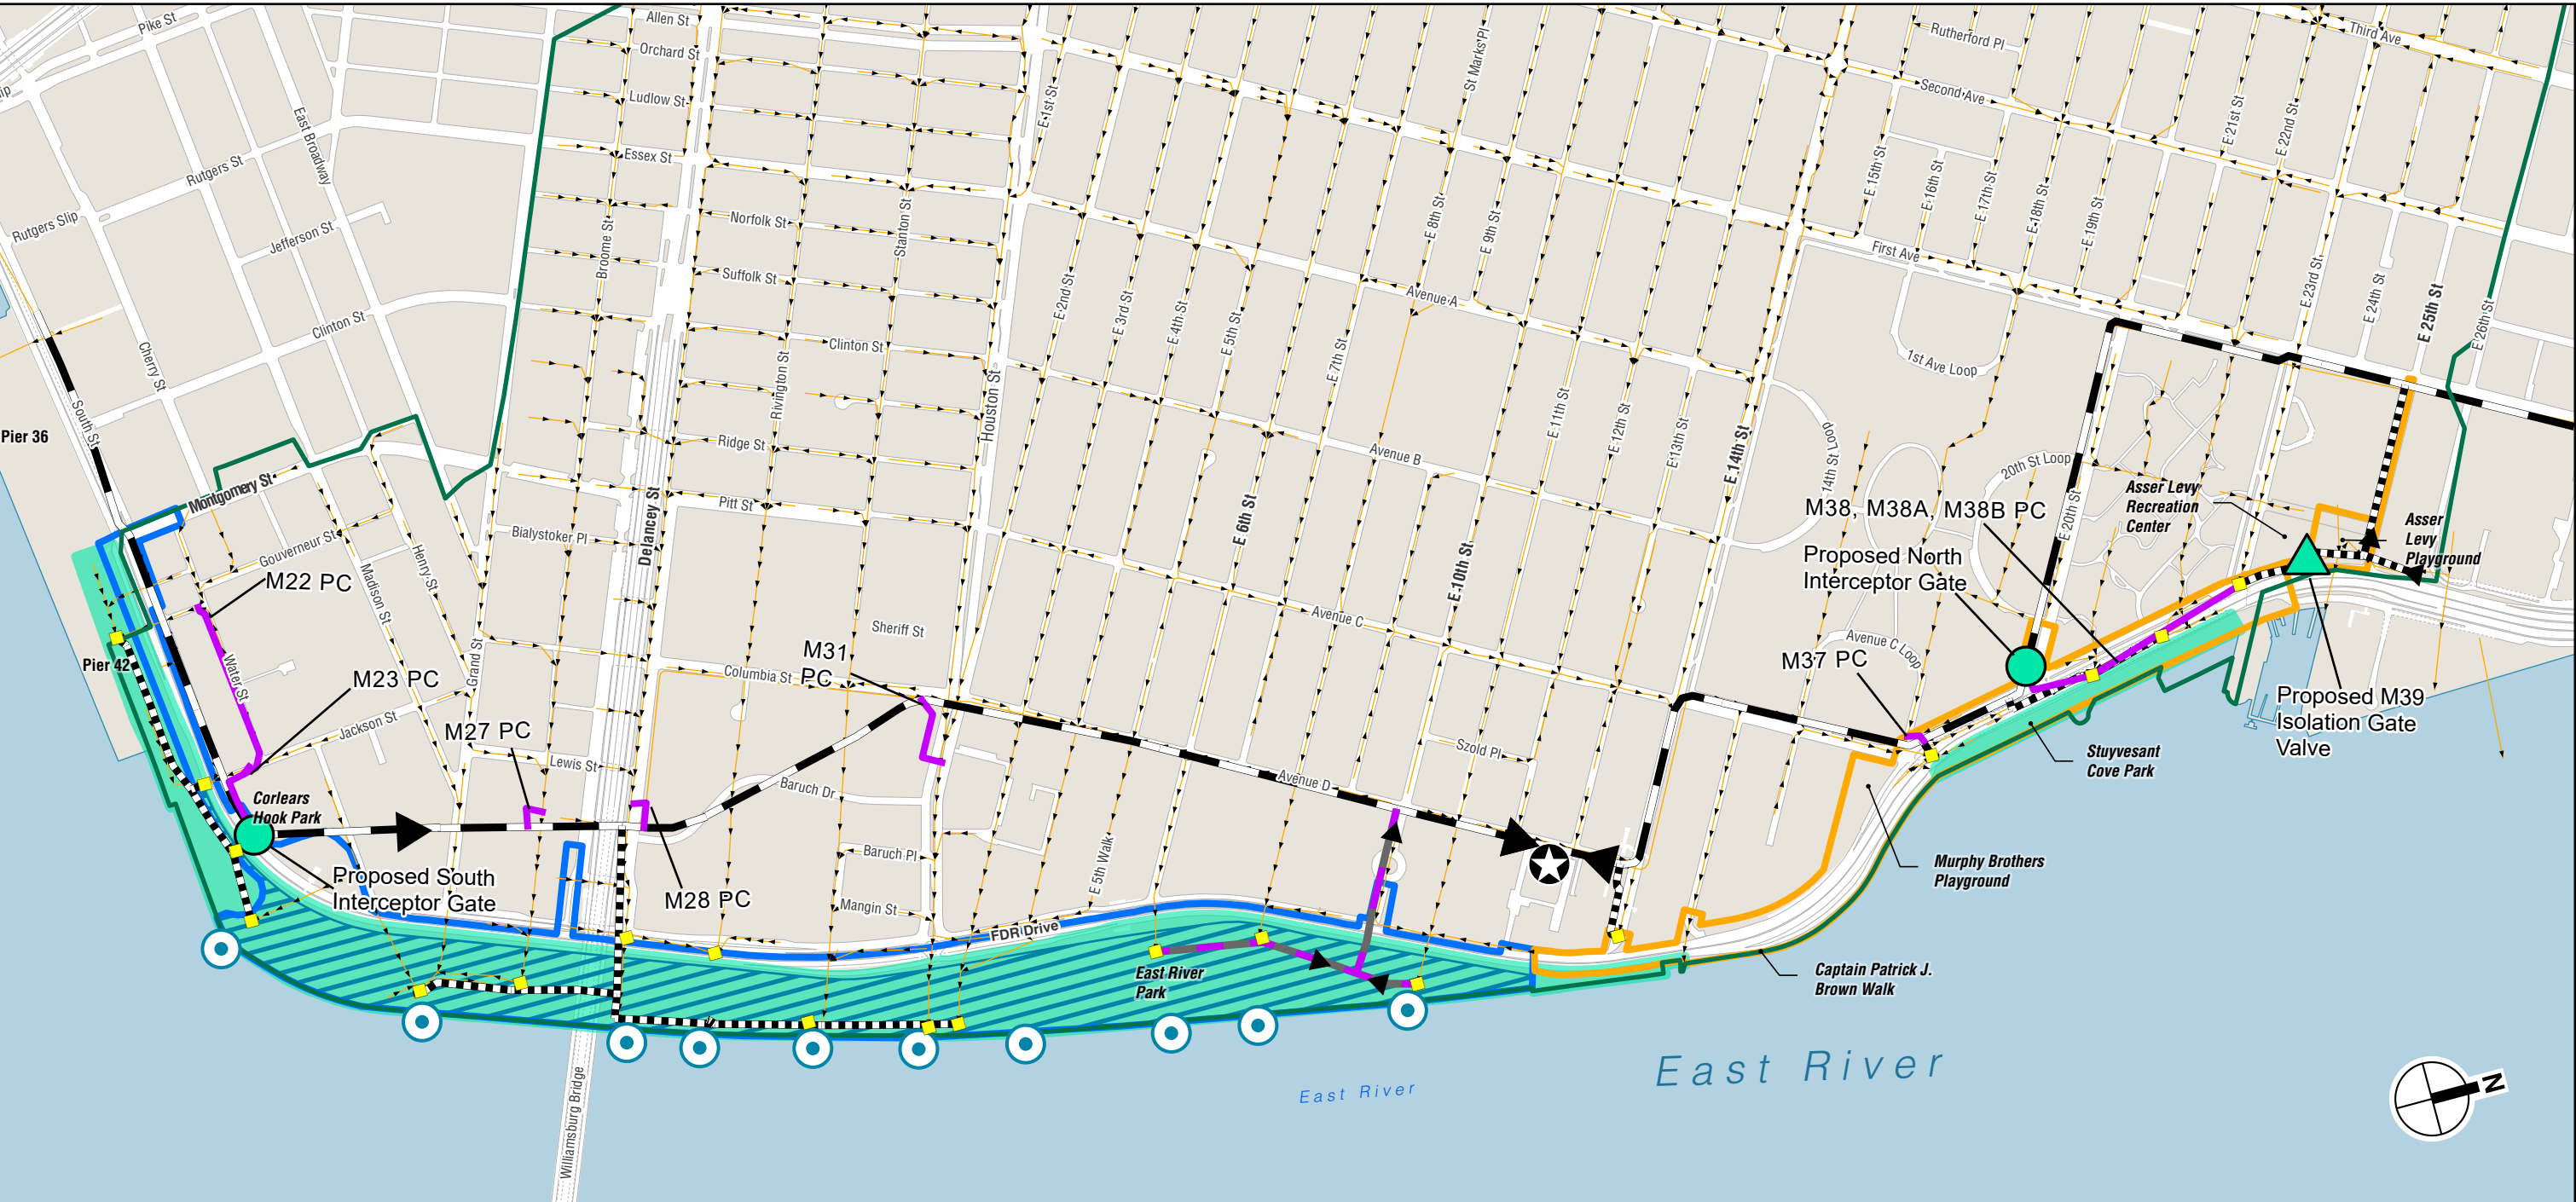 Pike St
Allen St
Orchard St
Ludlow St
Essex St
East Broadway
Rutgers St
Rutgers Slip
Jefferson St
Clinton St
Cherry St
South St
Pier 36
Montgomery St
Gouverneur St
Madison St
Henry St
Water St
Jackson St
Grand St
Pier 42
Corlears
Hook Park
M22 PC
M23 PC
M27 PC
M28 PC
M31
PC
Proposed South
Interceptor Gate
Broome St
Norfolk St
Suffolk St
Stanton St
Clinton St
Rivington St
Ridge St
Pitt St
Bialystoker Pl
Delancey St
Sheriff St
Columbia St
Lewis St
Baruch Dr
Baruch Pl
Mangin St
FDR Drive
Williamsburg Bridge
Houston St
E 1st St
E 2nd St
E 3rd St
E 4th St
E 5th St
E 6th St
E 7th St
E 8th St
E 9th St
E 10th St
E 11th St
E 12th St
E 13th St
E 14th St
St Marks Pl
Avenue A
Avenue B
Avenue C
Avenue D
Szold Pl
E 5th Walk
East River
Park
East River
East River
Rutherford Pl
Third Ave
Second Ave
First Ave
E 15th St
E 16th St
E 17th St
E 18th St
E 19th St
E 20th St
E 21st St
E 22nd St
E 23rd St
E 24th St
E 25th St
E 26th St
1st Ave Loop
14th St Loop
20th St Loop
Avenue C Loop
M38, M38A, M38B PC
Proposed North
Interceptor Gate
M37 PC
Asser Levy
Recreation
Center
Asser
Levy
Playground
Proposed M39
Isolation Gate
Valve
Stuyvesant
Cove Park
Murphy Brothers
Playground
Captain Patrick J.
Brown Walk
N